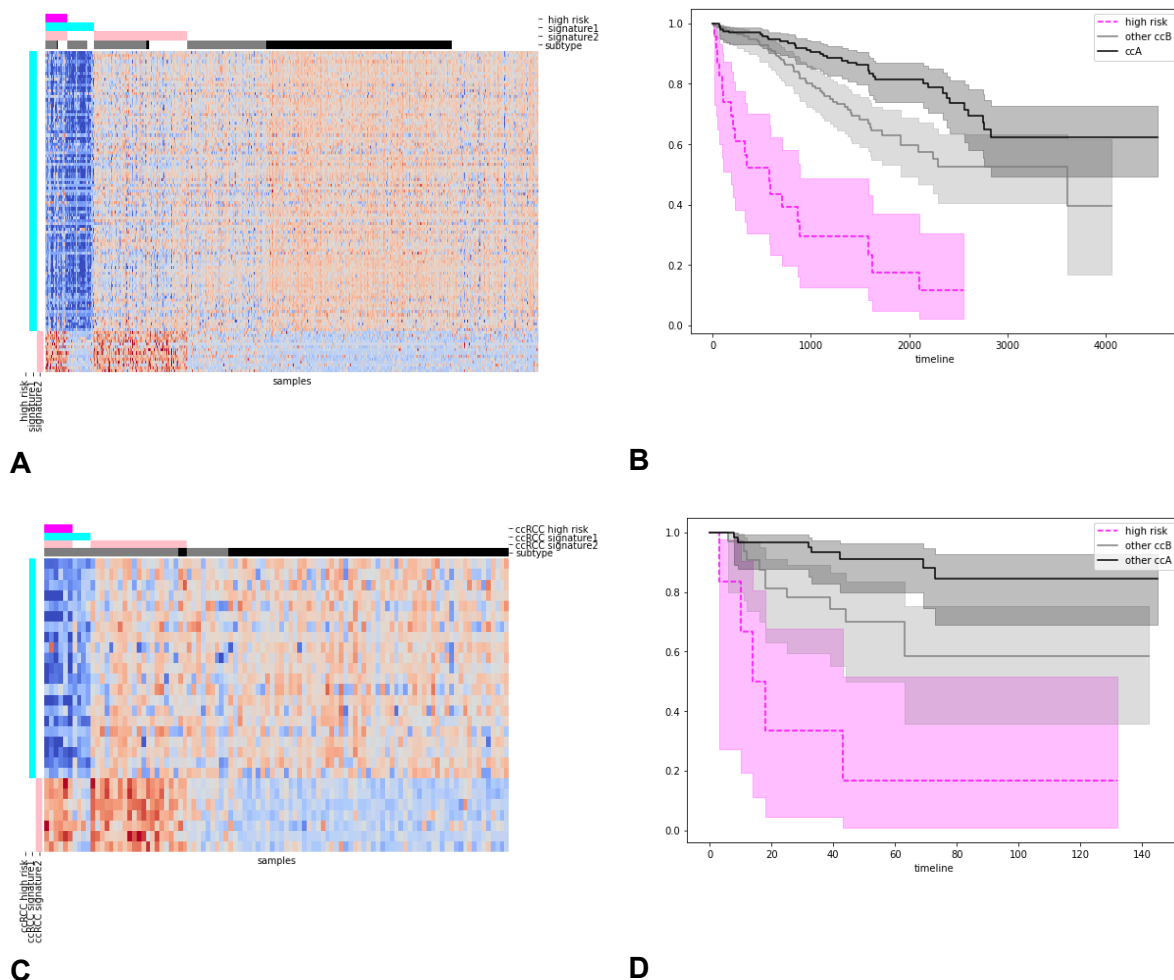 high risk
signature1
signature2
subtype
high risk
signature1
signature2
samples
A
1.0
0.8
0.6
0.4
0.2
0.0
0
1000
2000
3000
4000
timeline
high risk
other ccB
ccA
B
ccRCC high risk
ccRCC signature1
ccRCC signature2
subtype
ccRCC high risk
ccRCC signature1
ccRCC signature2
samples
C
1.0
0.8
0.6
0.4
0.2
0.0
0
20
40
60
80
100
120
140
timeline
high risk
other ccB
other ccA
D